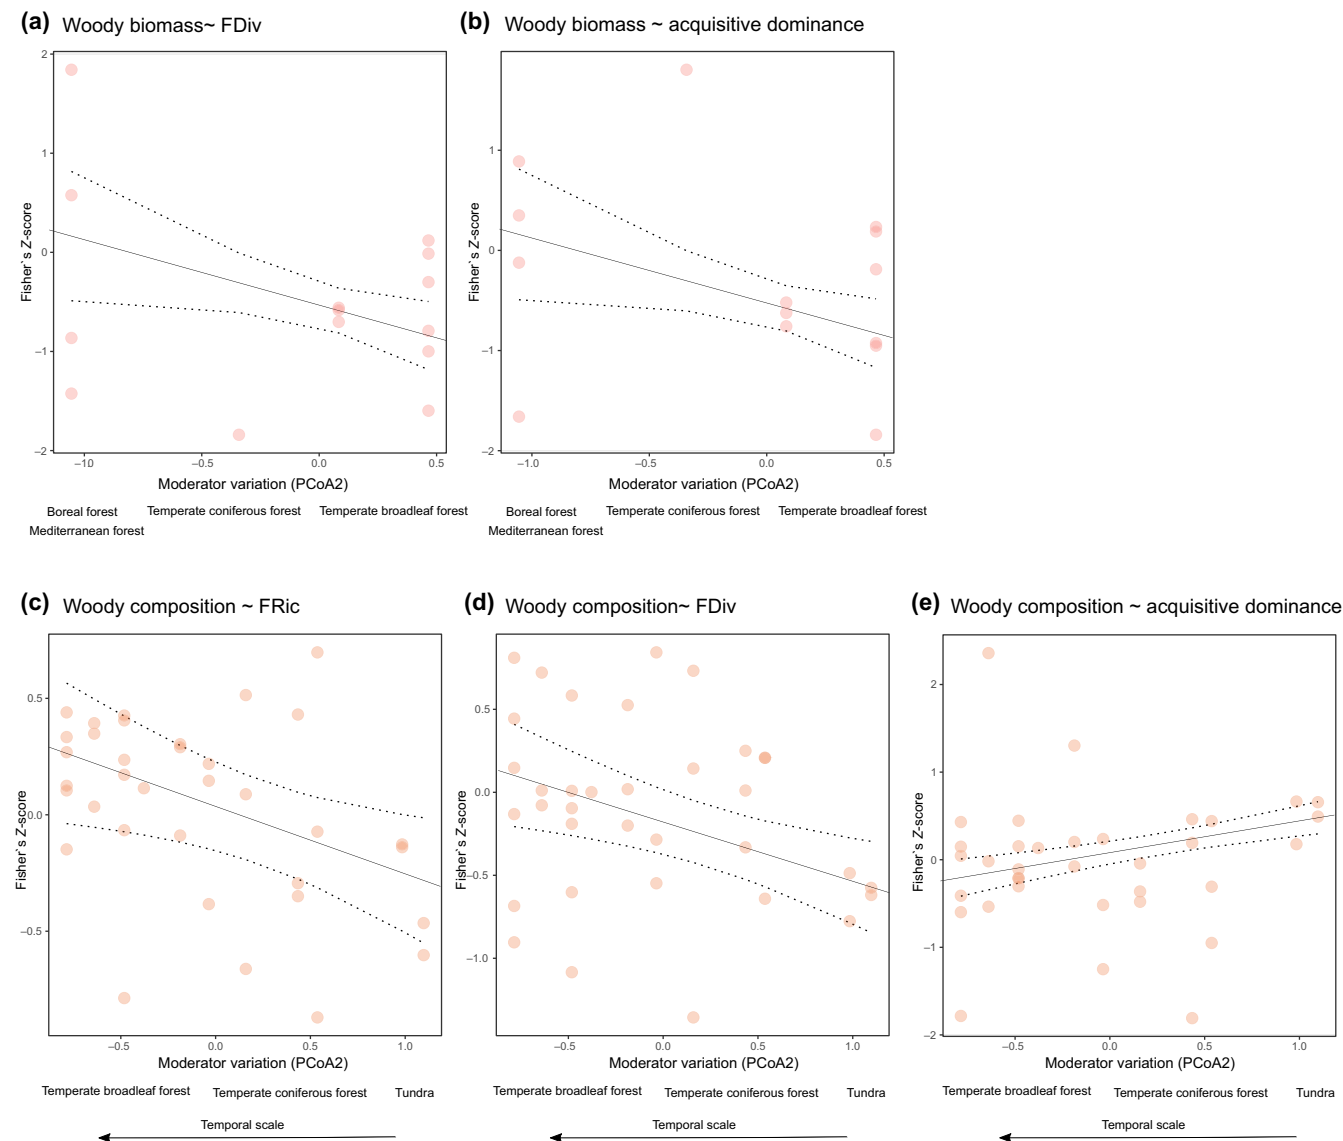 (a) Woody biomass~ FDiv
2
1
0
−1
−2
Fisher`s Z-score
−10 −0.5 0.0 0.5
Moderator variation (PCoA2)
Boreal forest Temperate coniferous forest Temperate broadleaf forest
Mediterranean forest
(b) Woody biomass ~ acquisitive dominance
1
0
−1
−2
Fisher`s Z-score
−1.0 −0.5 0.0 0.5
Moderator variation (PCoA2)
Boreal forest Temperate coniferous forest Temperate broadleaf forest
Mediterranean forest
(c) Woody composition ~ FRic
0.5
0.0
−0.5
Fisher`s Z-score
−0.5 0.0 0.5 1.0
Moderator variation (PCoA2)
Temperate broadleaf forest Temperate coniferous forest Tundra
Temporal scale
(d) Woody composition~ FDiv
0.5
0.0
−0.5
−1.0
Fisher`s Z-score
−0.5 0.0 0.5 1.0
Moderator variation (PCoA2)
Temperate broadleaf forest Temperate coniferous forest Tundra
Temporal scale
(e) Woody composition ~ acquisitive dominance
2
1
0
−1
−2
Fisher`s Z-score
−0.5 0.0 0.5 1.0
Moderator variation (PCoA2)
Temperate broadleaf forest Temperate coniferous forest Tundra
Temporal scale